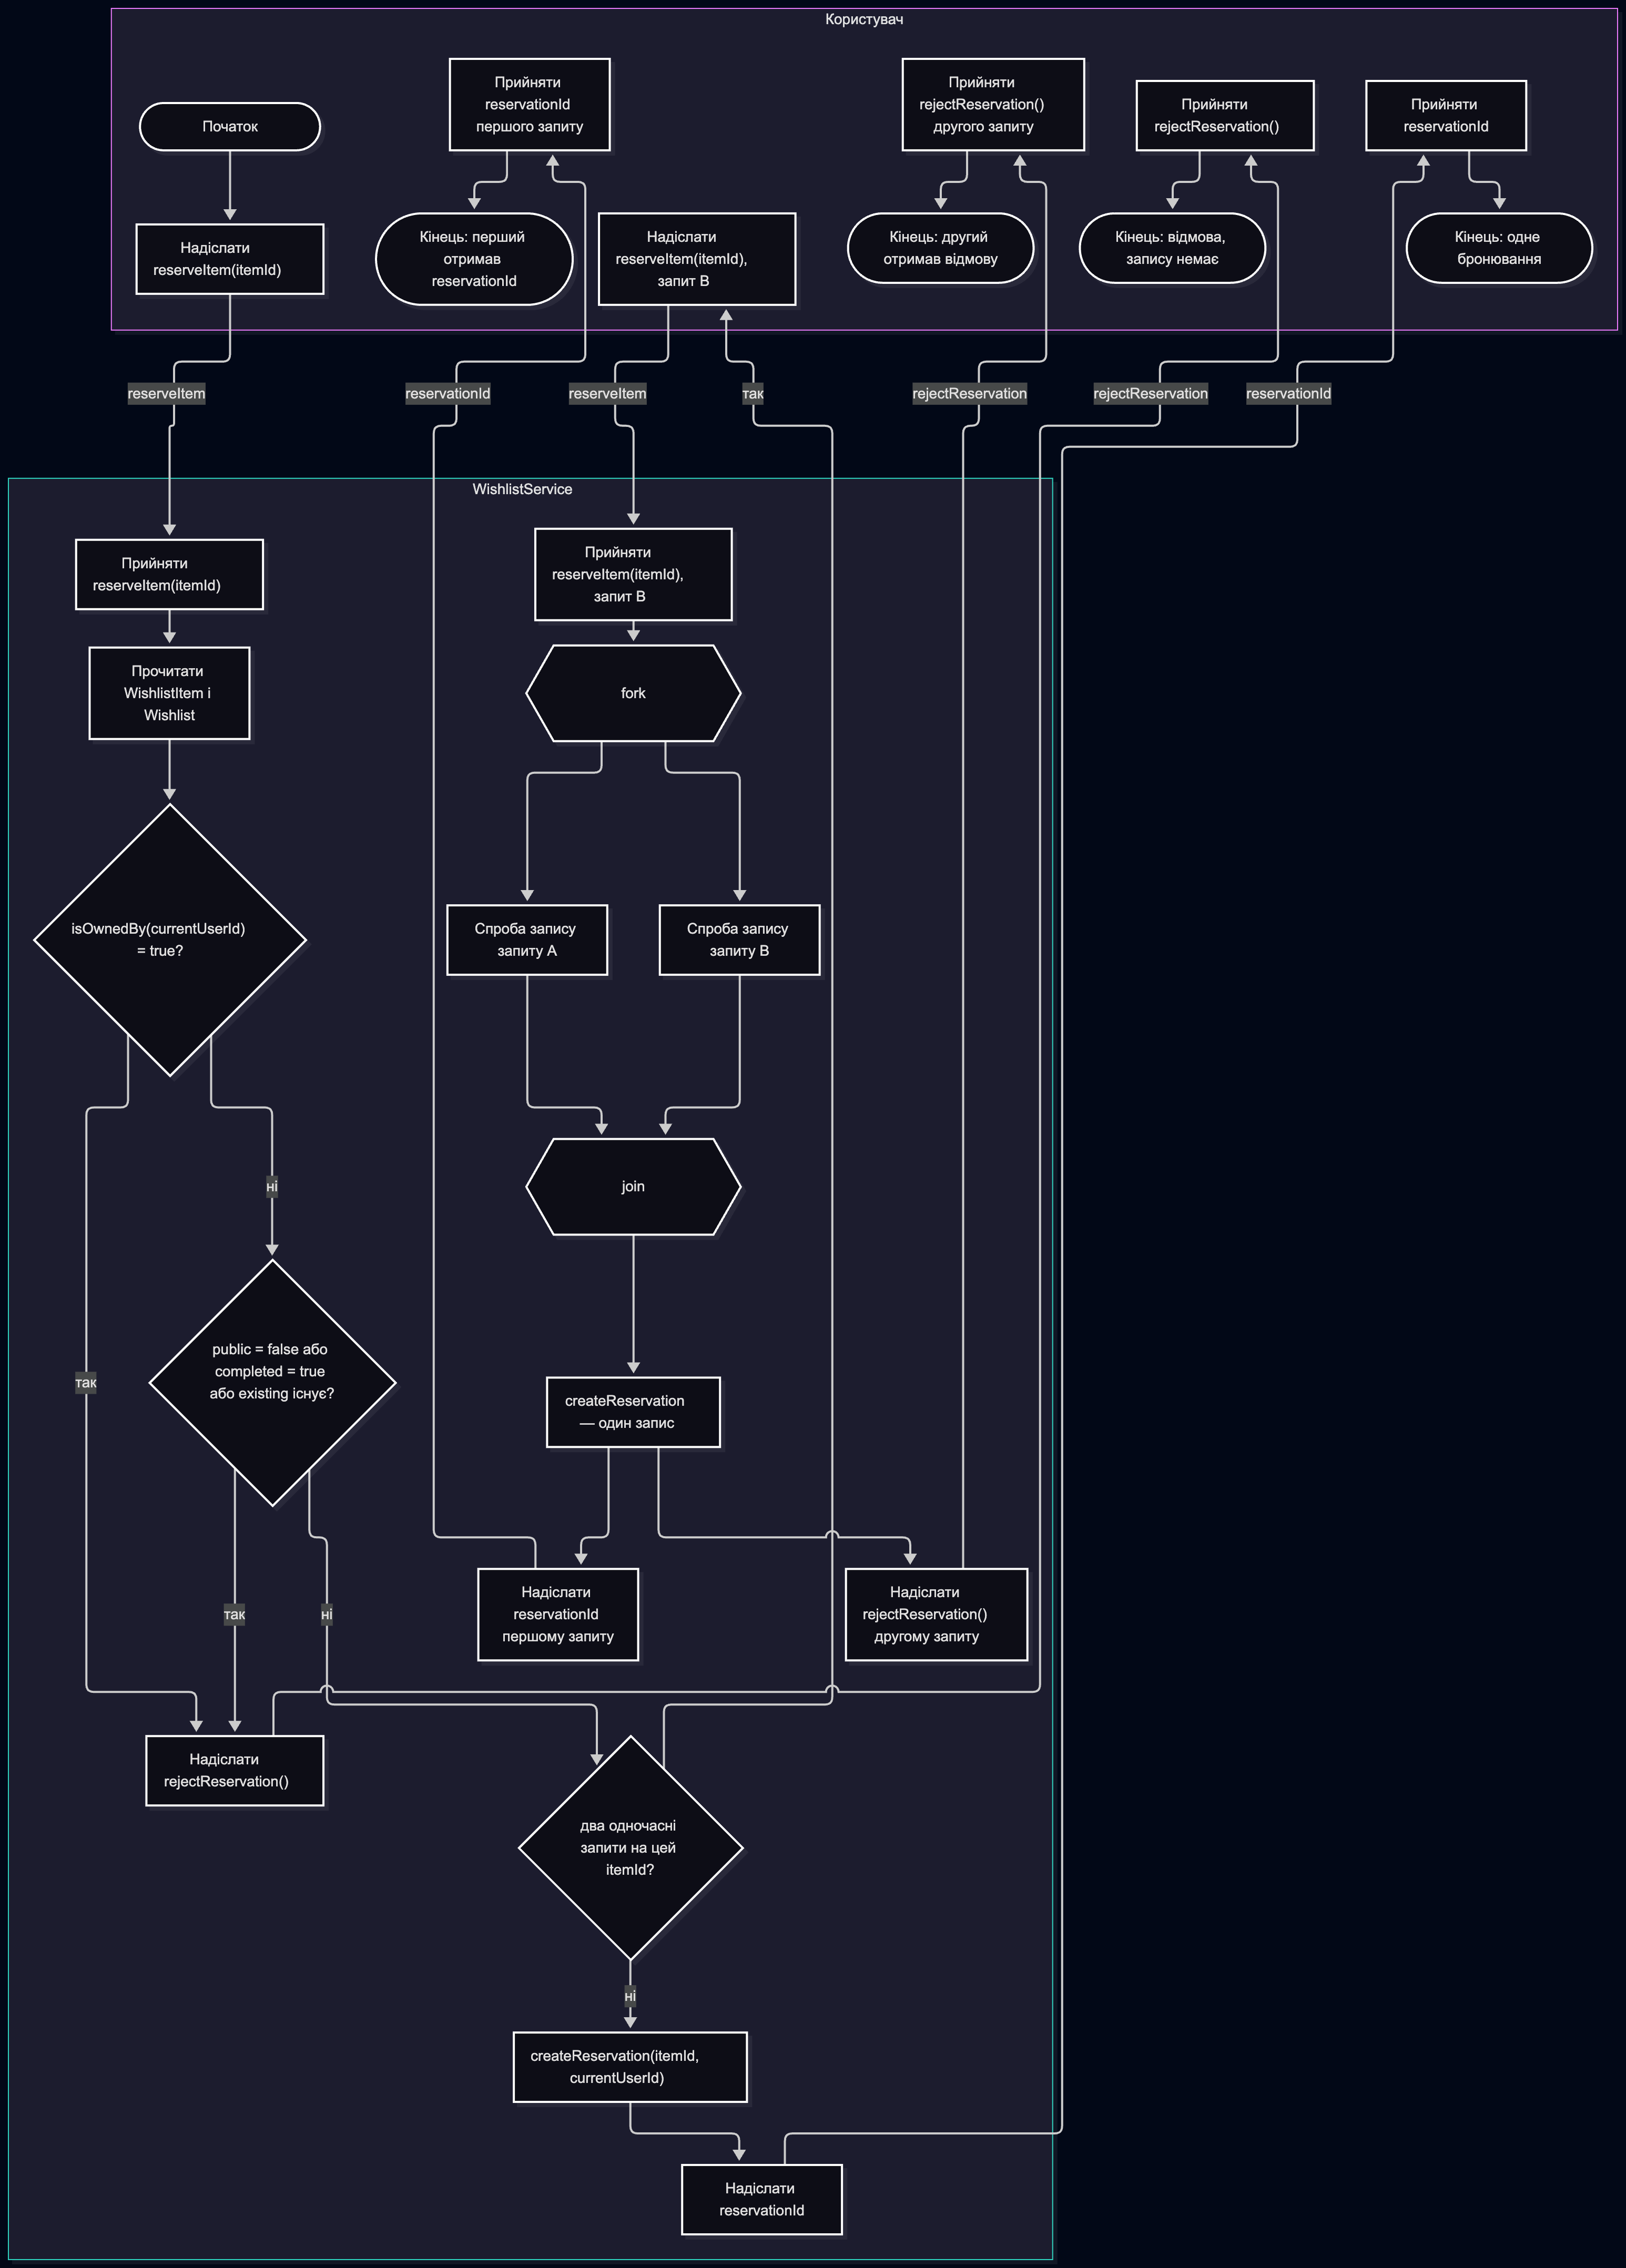 Користувач
Початок
Надіслати
reserveItem(itemId)
Прийняти
reservationId
першого запиту
Кінець: перший
отримав
reservationId
Надіслати
reserveItem(itemId),
запит B
Прийняти
rejectReservation()
другого запиту
Кінець: другий
отримав відмову
Прийняти
rejectReservation()
Кінець: відмова,
запису немає
Прийняти
reservationId
Кінець: одне
бронювання
reserveItem
reservationId
reserveItem
так
rejectReservation
rejectReservation
reservationId
WishlistService
Прийняти
reserveItem(itemId)
Прочитати
WishlistItem і
Wishlist
isOwnedBy(currentUserId)
= true?
Прийняти
reserveItem(itemId),
запит B
fork
Спроба запису
запиту A
Спроба запису
запиту B
join
ні
так
public = false або
completed = true
або existing існує?
createReservation
— один запис
так
ні
Надіслати
reservationId
першому запиту
Надіслати
rejectReservation()
другому запиту
Надіслати
rejectReservation()
два одночасні
запити на цей
itemId?
ні
createReservation(itemId,
currentUserId)
Надіслати
reservationId